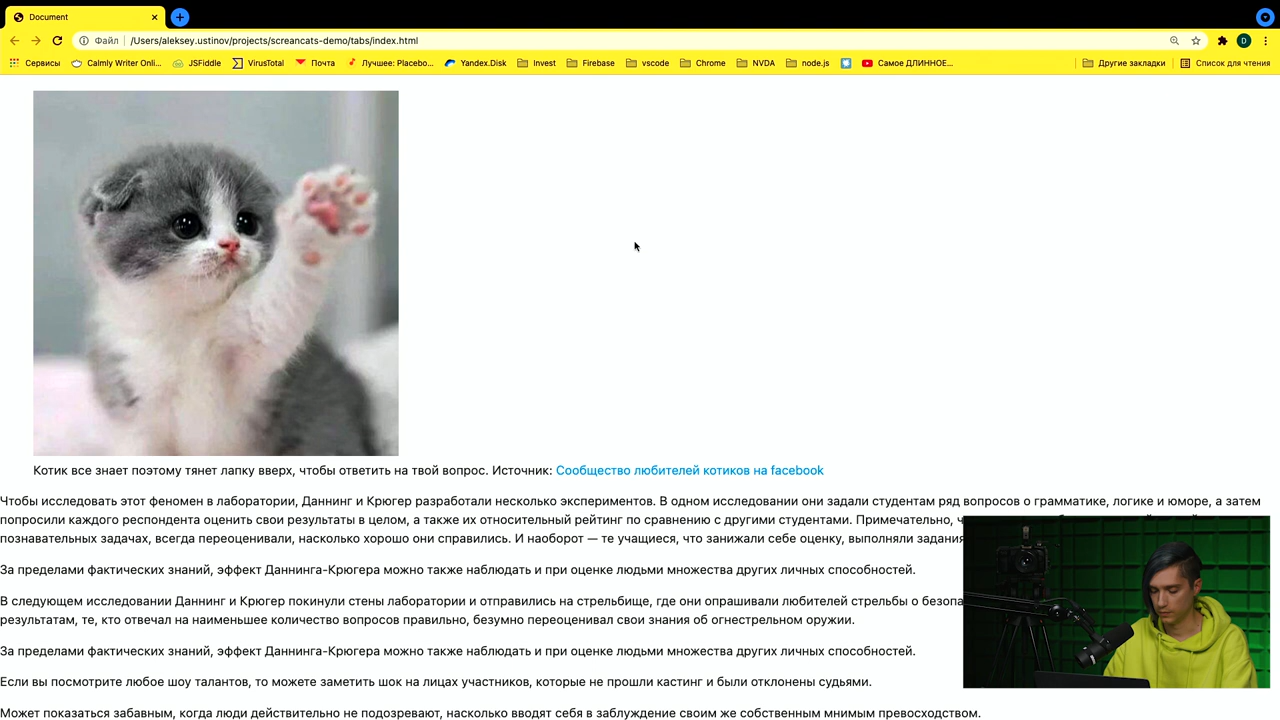 Document
Файл /Users/aleksey.ustinov/projects/screancats-demo/tabs/index.html D
Сервисы Calmly Writer Onli... JSFiddle VirusTotal Почта Лучшее: Placebo... Yandex.Disk Invest Firebase vscode Chrome NVDA node.js Самое ДЛИННОЕ... Другие закладки Список для чтения
Котик все знает поэтому тянет лапку вверх, чтобы ответить на твой вопрос. Источник: Сообщество любителей котиков на facebook
Чтобы исследовать этот феномен в лаборатории, Даннинг и Крюгер разработали несколько экспериментов. В одном исследовании они задали студентам ряд вопросов о грамматике, логике и юморе, а затем
попросили каждого респондента оценить свои результаты в целом, а также их относительный рейтинг по сравнению с другими студентами. Примечательно,
познавательных задачах, всегда переоценивали, насколько хорошо они справились. И наоборот — те учащиеся, что занижали себе оценку, выполняли задания
За пределами фактических знаний, эффект Даннинга-Крюгера можно также наблюдать и при оценке людьми множества других личных способностей.
В следующем исследовании Даннинг и Крюгер покинули стены лаборатории и отправились на стрельбище, где они опрашивали любителей стрельбы о
результатам, те, кто отвечал на наименьшее количество вопросов правильно, безумно переоценивал свои знания об огнестрельном оружии.
За пределами фактических знаний, эффект Даннинга-Крюгера можно также наблюдать и при оценке людьми множества других личных способностей.
Если вы посмотрите любое шоу талантов, то можете заметить шок на лицах участников, которые не прошли кастинг и были отклонены судьями.
Может показаться забавным, когда люди действительно не подозревают, насколько вводят себя в заблуждение своим же собственным мнимым превосходством.